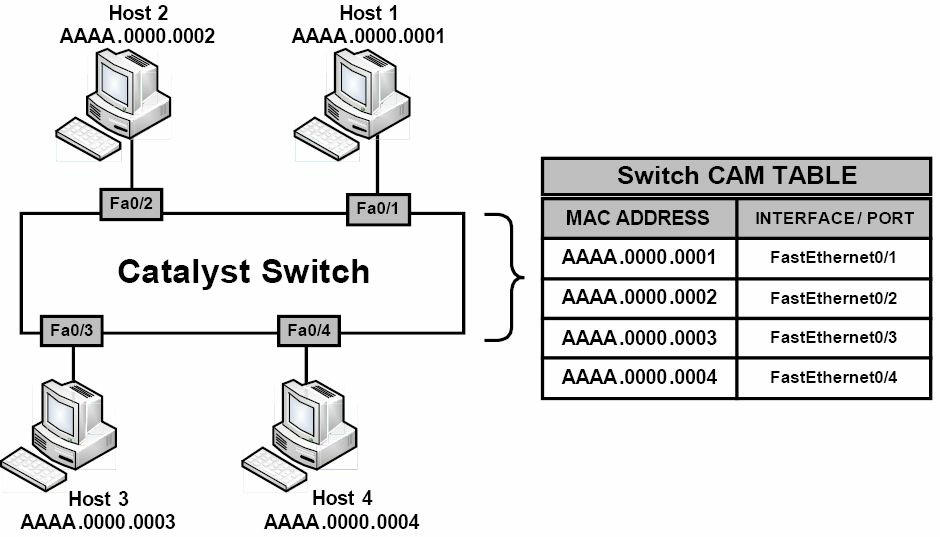 Host 2
AAAA.0000.0002
Host 1
AAAA.0000.0001
Fa0/2
Fa0/1
Catalyst Switch
Fa0/3
Fa0/4
Host 3
AAAA.0000.0003
Host 4
AAAA.0000.0004
Switch CAM TABLE
MAC ADDRESS INTERFACE / PORT
AAAA.0000.0001 FastEthernet0/1
AAAA.0000.0002 FastEthernet0/2
AAAA.0000.0003 FastEthernet0/3
AAAA.0000.0004 FastEthernet0/4